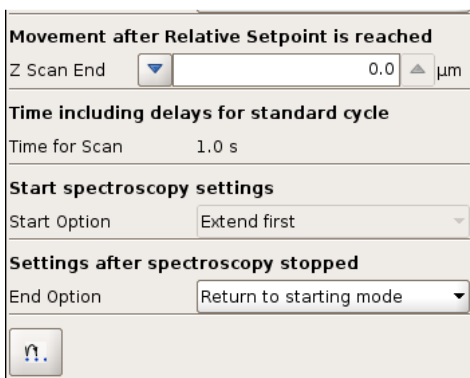 Movement after Relative Setpoint is reached
Z Scan End 0.0 µm
Time including delays for standard cycle
Time for Scan 1.0 s
Start spectroscopy settings
Start Option Extend first
Settings after spectroscopy stopped
End Option Return to starting mode